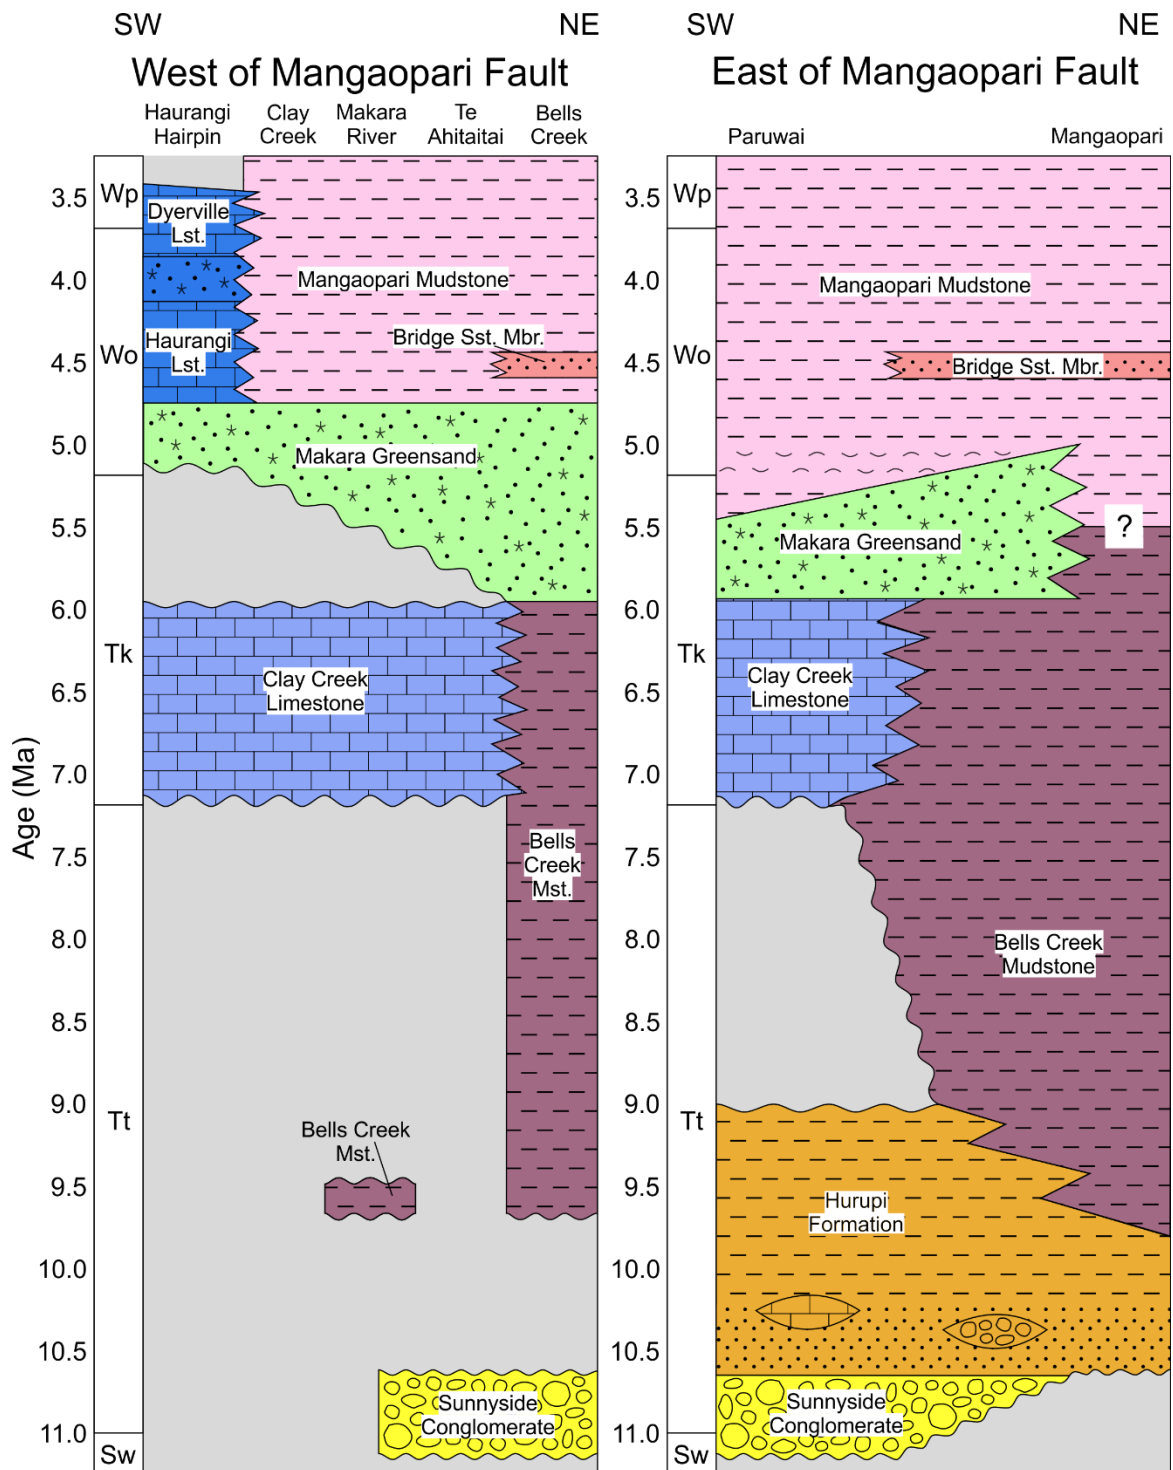 SW NE
West of Mangaopari Fault
Haurangi Hairpin
Clay Creek
Makara River
Te Ahitaitai
Bells Creek
SW NE
East of Mangaopari Fault
Paruwai Mangaopari
Age (Ma)
3.5
4.0
4.5
5.0
5.5
6.0
6.5
7.0
7.5
8.0
8.5
9.0
9.5
10.0
10.5
11.0
Wp
Wo
Tk
Tt
Sw
Dyerville
Lst.
Haurangi
Lst.
Mangaopari Mudstone
Bridge Sst. Mbr.
Makara Greensand
Clay Creek
Limestone
Bells
Creek
Mst.
Bells Creek
Mst.
Sunnyside
Conglomerate
3.5
4.0
4.5
5.0
5.5
6.0
6.5
7.0
7.5
8.0
8.5
9.0
9.5
10.0
10.5
11.0
Wp
Wo
Tk
Tt
Sw
Mangaopari Mudstone
Bridge Sst. Mbr.
Makara Greensand
?
Clay Creek
Limestone
Bells Creek
Mudstone
Hurupi
Formation
Sunnyside
Conglomerate